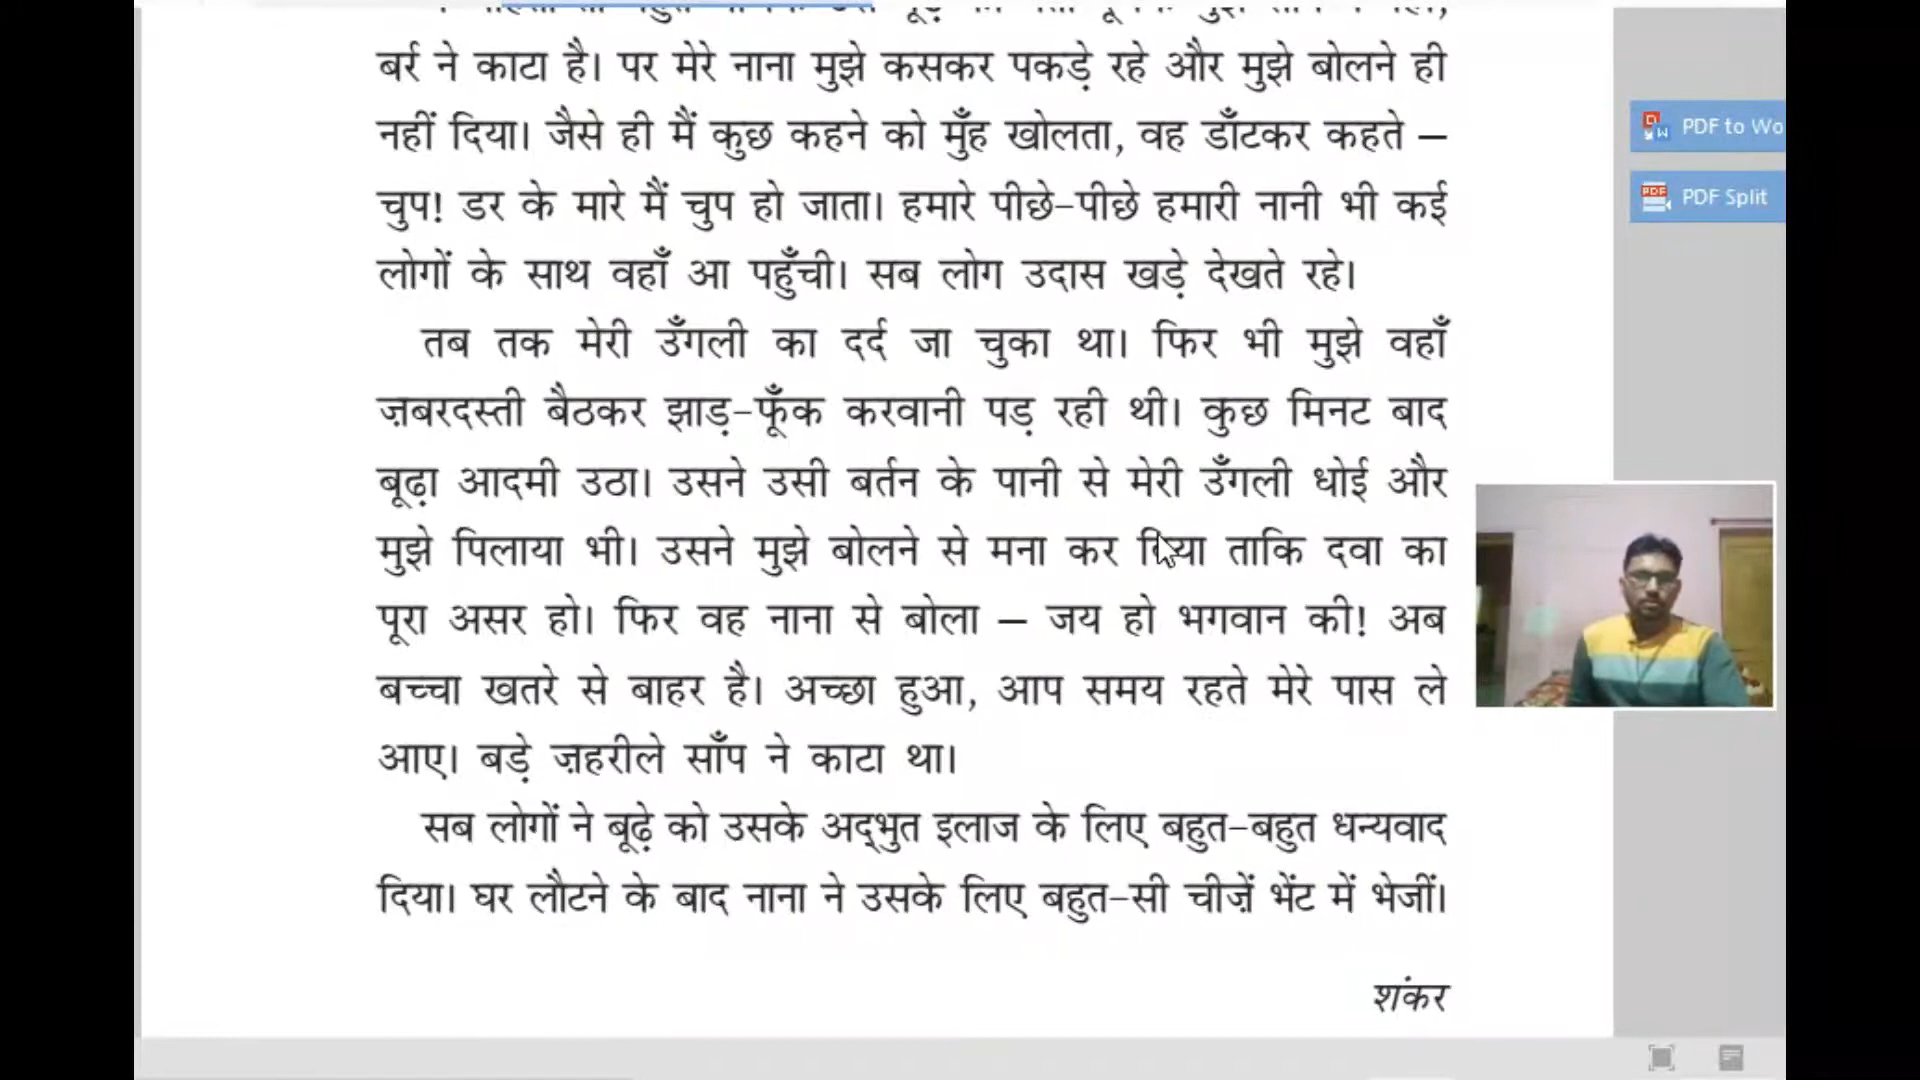 बर्र ने काटा है। पर मेरे नाना मुझे कसकर पकड़े रहे और मुझे बोलने ही
नहीं दिया। जैसे ही मैं कुछ कहने को मुँह खोलता, वह डाँटकर कहते –
चुप! डर के मारे मैं चुप हो जाता। हमारे पीछे-पीछे हमारी नानी भी कई
लोगों के साथ वहाँ आ पहुँची। सब लोग उदास खड़े देखते रहे।
तब तक मेरी उँगली का दर्द जा चुका था। फिर भी मुझे वहाँ
ज़बरदस्ती बैठकर झाड़-फूँक करवानी पड़ रही थी। कुछ मिनट बाद
बूढ़ा आदमी उठा। उसने उसी बर्तन के पानी से मेरी उँगली धोई और
मुझे पिलाया भी। उसने मुझे बोलने से मना कर दिया ताकि दवा का
पूरा असर हो। फिर वह नाना से बोला – जय हो भगवान की! अब
बच्चा खतरे से बाहर है। अच्छा हुआ, आप समय रहते मेरे पास ले
आए। बड़े ज़हरीले साँप ने काटा था।
सब लोगों ने बूढ़े को उसके अद्‌भुत इलाज के लिए बहुत-बहुत धन्यवाद
दिया। घर लौटने के बाद नाना ने उसके लिए बहुत-सी चीज़ें भेंट में भेजीं।
शंकर
PDF to Wo
PDF Split